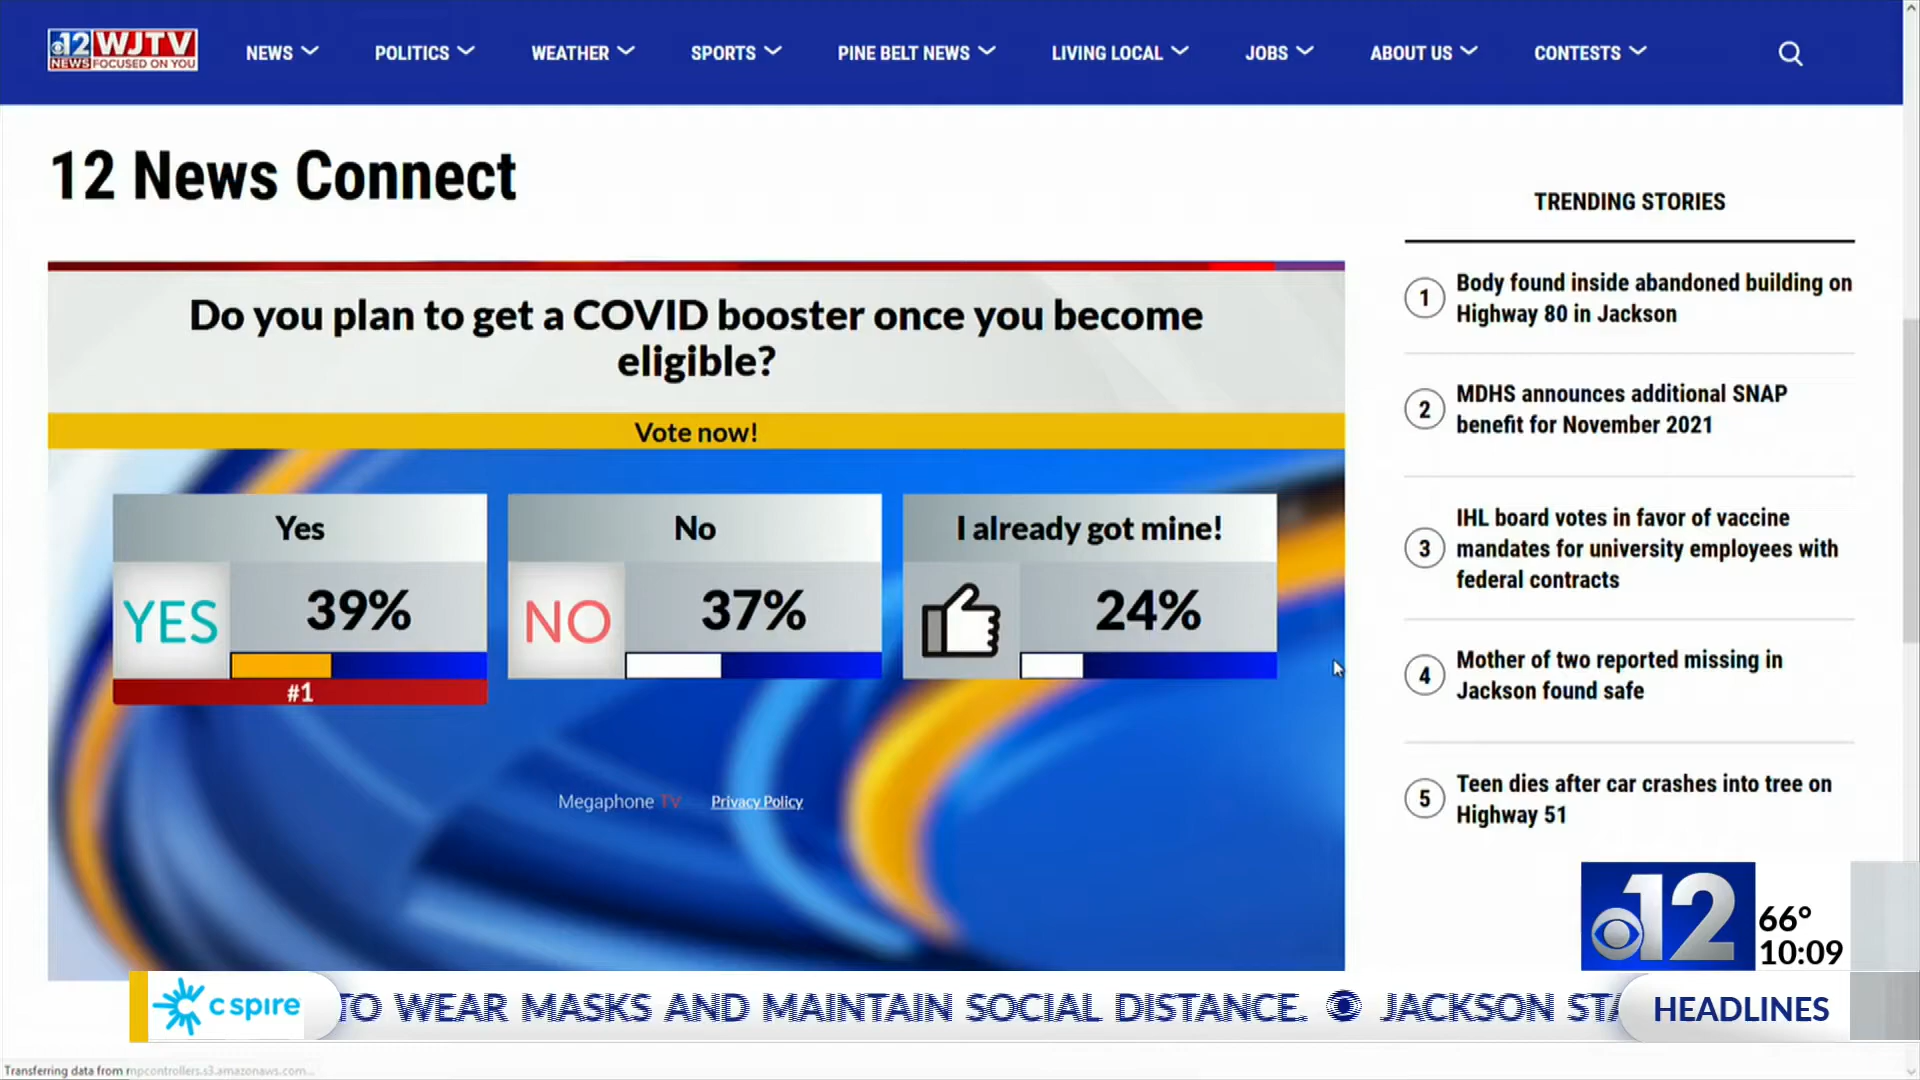 12 WJTV
NEWS FOCUSED ON YOU
NEWS
POLITICS
WEATHER
SPORTS
PINE BELT NEWS
LIVING LOCAL
JOBS
ABOUT US
CONTESTS
12 News Connect
Do you plan to get a COVID booster once you become
eligible?
Vote now!
Yes
YES
39%
#1
No
NO
37%
I already got mine!
24%
Megaphone TV
Privacy Policy
TRENDING STORIES
1
Body found inside abandoned building on
Highway 80 in Jackson
2
MDHS announces additional SNAP
benefit for November 2021
3
IHL board votes in favor of vaccine
mandates for university employees with
federal contracts
4
Mother of two reported missing in
Jackson found safe
5
Teen dies after car crashes into tree on
Highway 51
12
66°
10:09
c spire
TO WEAR MASKS AND MAINTAIN SOCIAL DISTANCE. JACKSON STA
HEADLINES
Transferring data from mpcontrollers.s3.amazonaws.com...